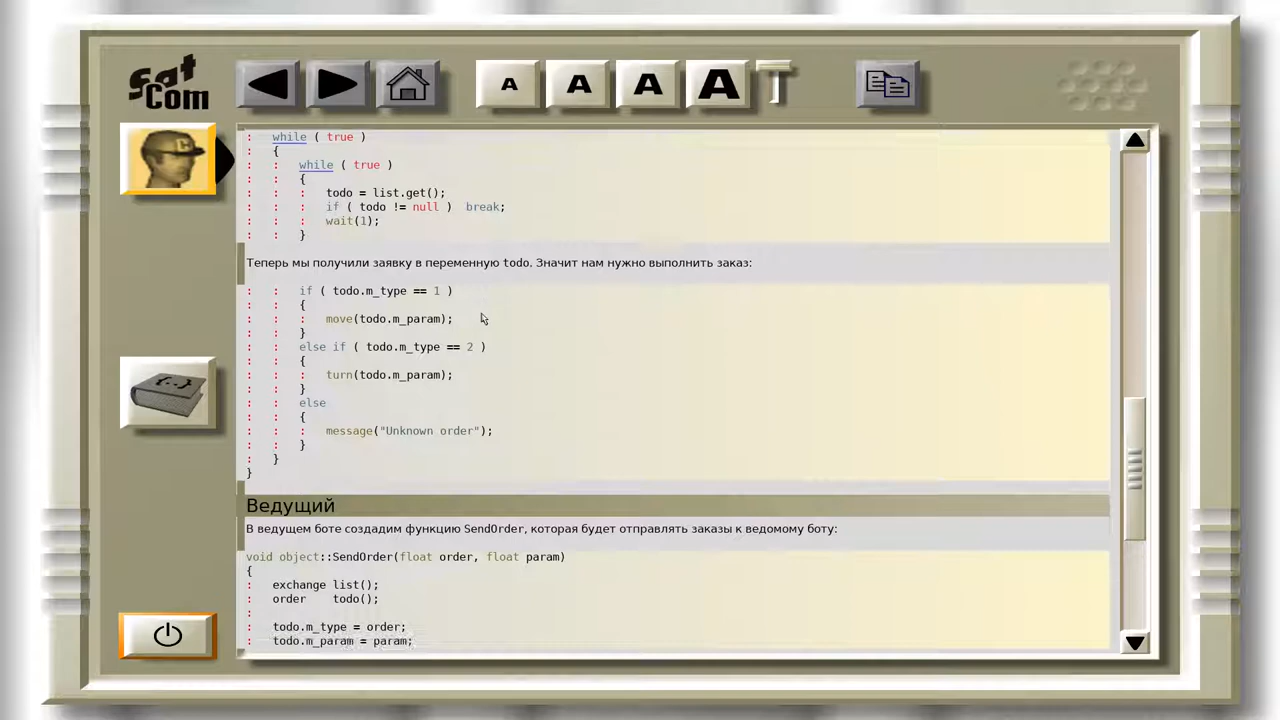 Sat
Com
A A A A
:   while ( true )
:   {
:   :   while ( true )
:   :   {
:   :   :   todo = list.get();
:   :   :   if ( todo != null )  break;
:   :   :   wait(1);
:   :   }
Теперь мы получили заявку в переменную todo. Значит нам нужно выполнить заказ:
:   :   if ( todo.m_type == 1 )
:   :   {
:   :   :   move(todo.m_param);
:   :   }
:   :   else if ( todo.m_type == 2 )
:   :   {
:   :   :   turn(todo.m_param);
:   :   }
:   :   else
:   :   {
:   :   :   message("Unknown order");
:   :   }
:   }
}
Ведущий
В ведущем боте создадим функцию SendOrder, которая будет отправлять заказы к ведомому боту:
void object::SendOrder(float order, float param)
{
:   exchange list();
:   order    todo();
:
:   todo.m_type = order;
:   todo.m_param = param;